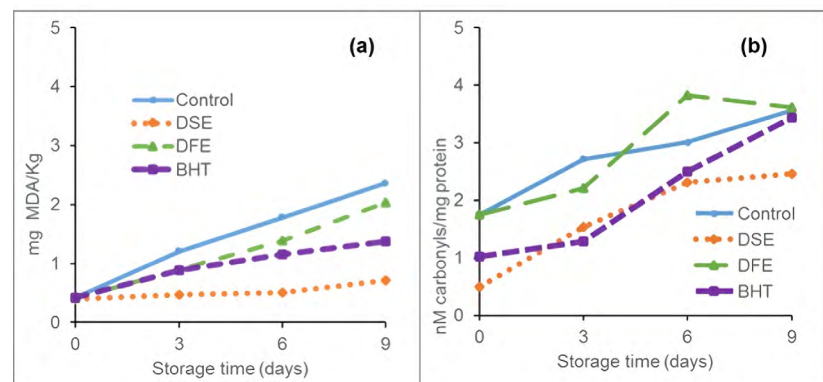 (a)
5
4
3
2
1
0
mg MDA/Kg
Control
DSE
DFE
BHT
0 3 6 9
Storage time (days)
(b)
5
4
3
2
1
0
nM carbonyls/mg protein
Control
DSE
DFE
BHT
0 3 6 9
Storage time (days)